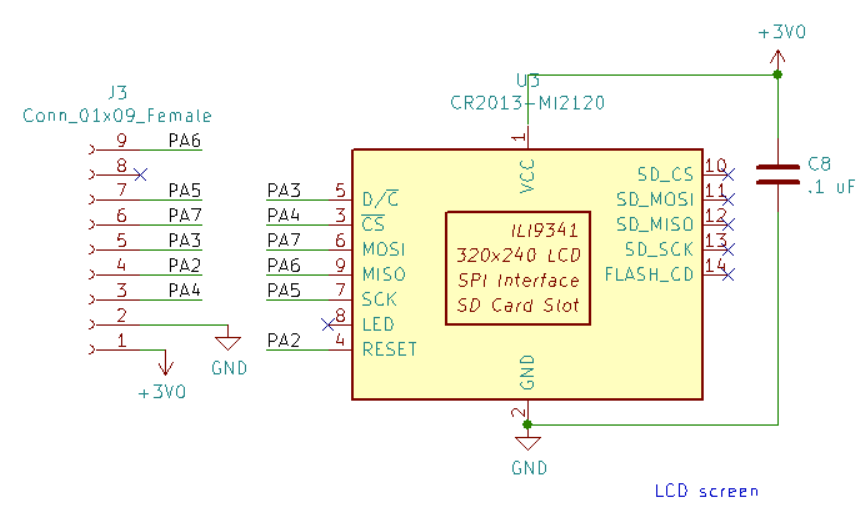 +3V0
J3
Conn_01x09_Female
9 PA6
8
7 PA5
6 PA7
5 PA3
4 PA2
3 PA4
2
1
GND
+3V0
U3
CR2013-MI2120
1
VCC
PA3 5 D/C
PA4 3 CS
PA7 6 MOSI
PA6 9 MISO
PA5 7 SCK
8 LED
PA2 4 RESET
ILI9341
320x240 LCD
SPI Interface
SD Card Slot
SD_CS 10
SD_MOSI 11
SD_MISO 12
SD_SCK 13
FLASH_CD 14
GND
2
GND
C8
.1 uF
LCD screen